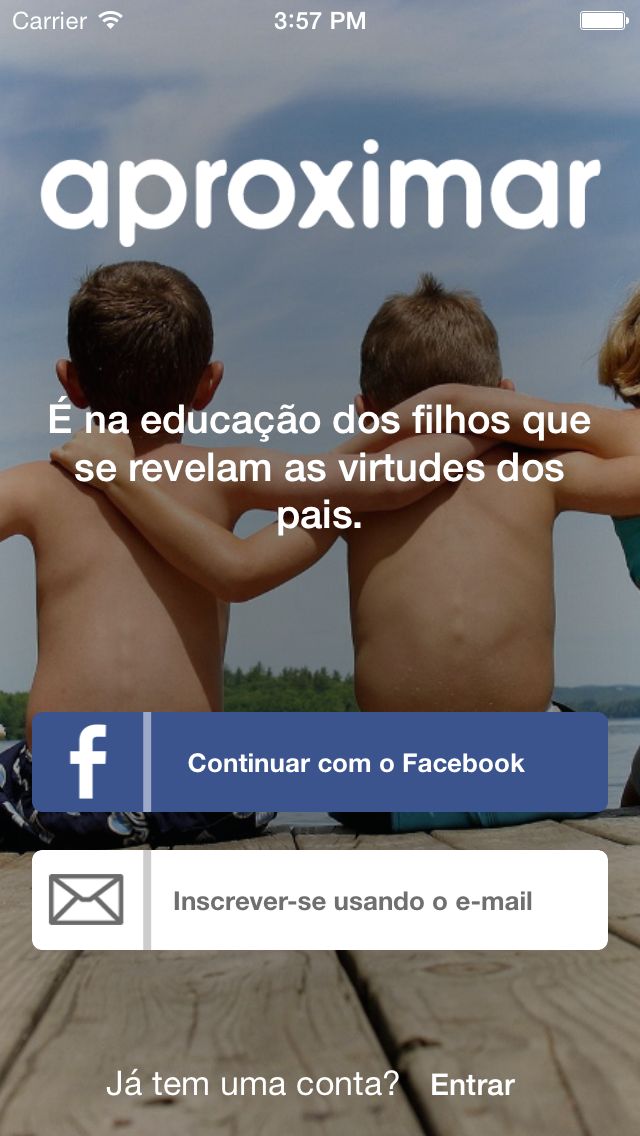 Carrier 3:57 PM
aproximar
É na educação dos filhos que
se revelam as virtudes dos
pais.
f
Continuar com o Facebook
Inscrever-se usando o e-mail
Já tem uma conta? Entrar